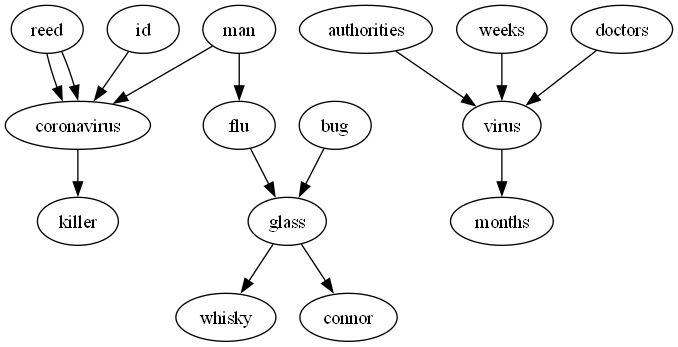 reed id man authorities weeks doctors
coronavirus flu bug virus
killer glass months
whisky connor